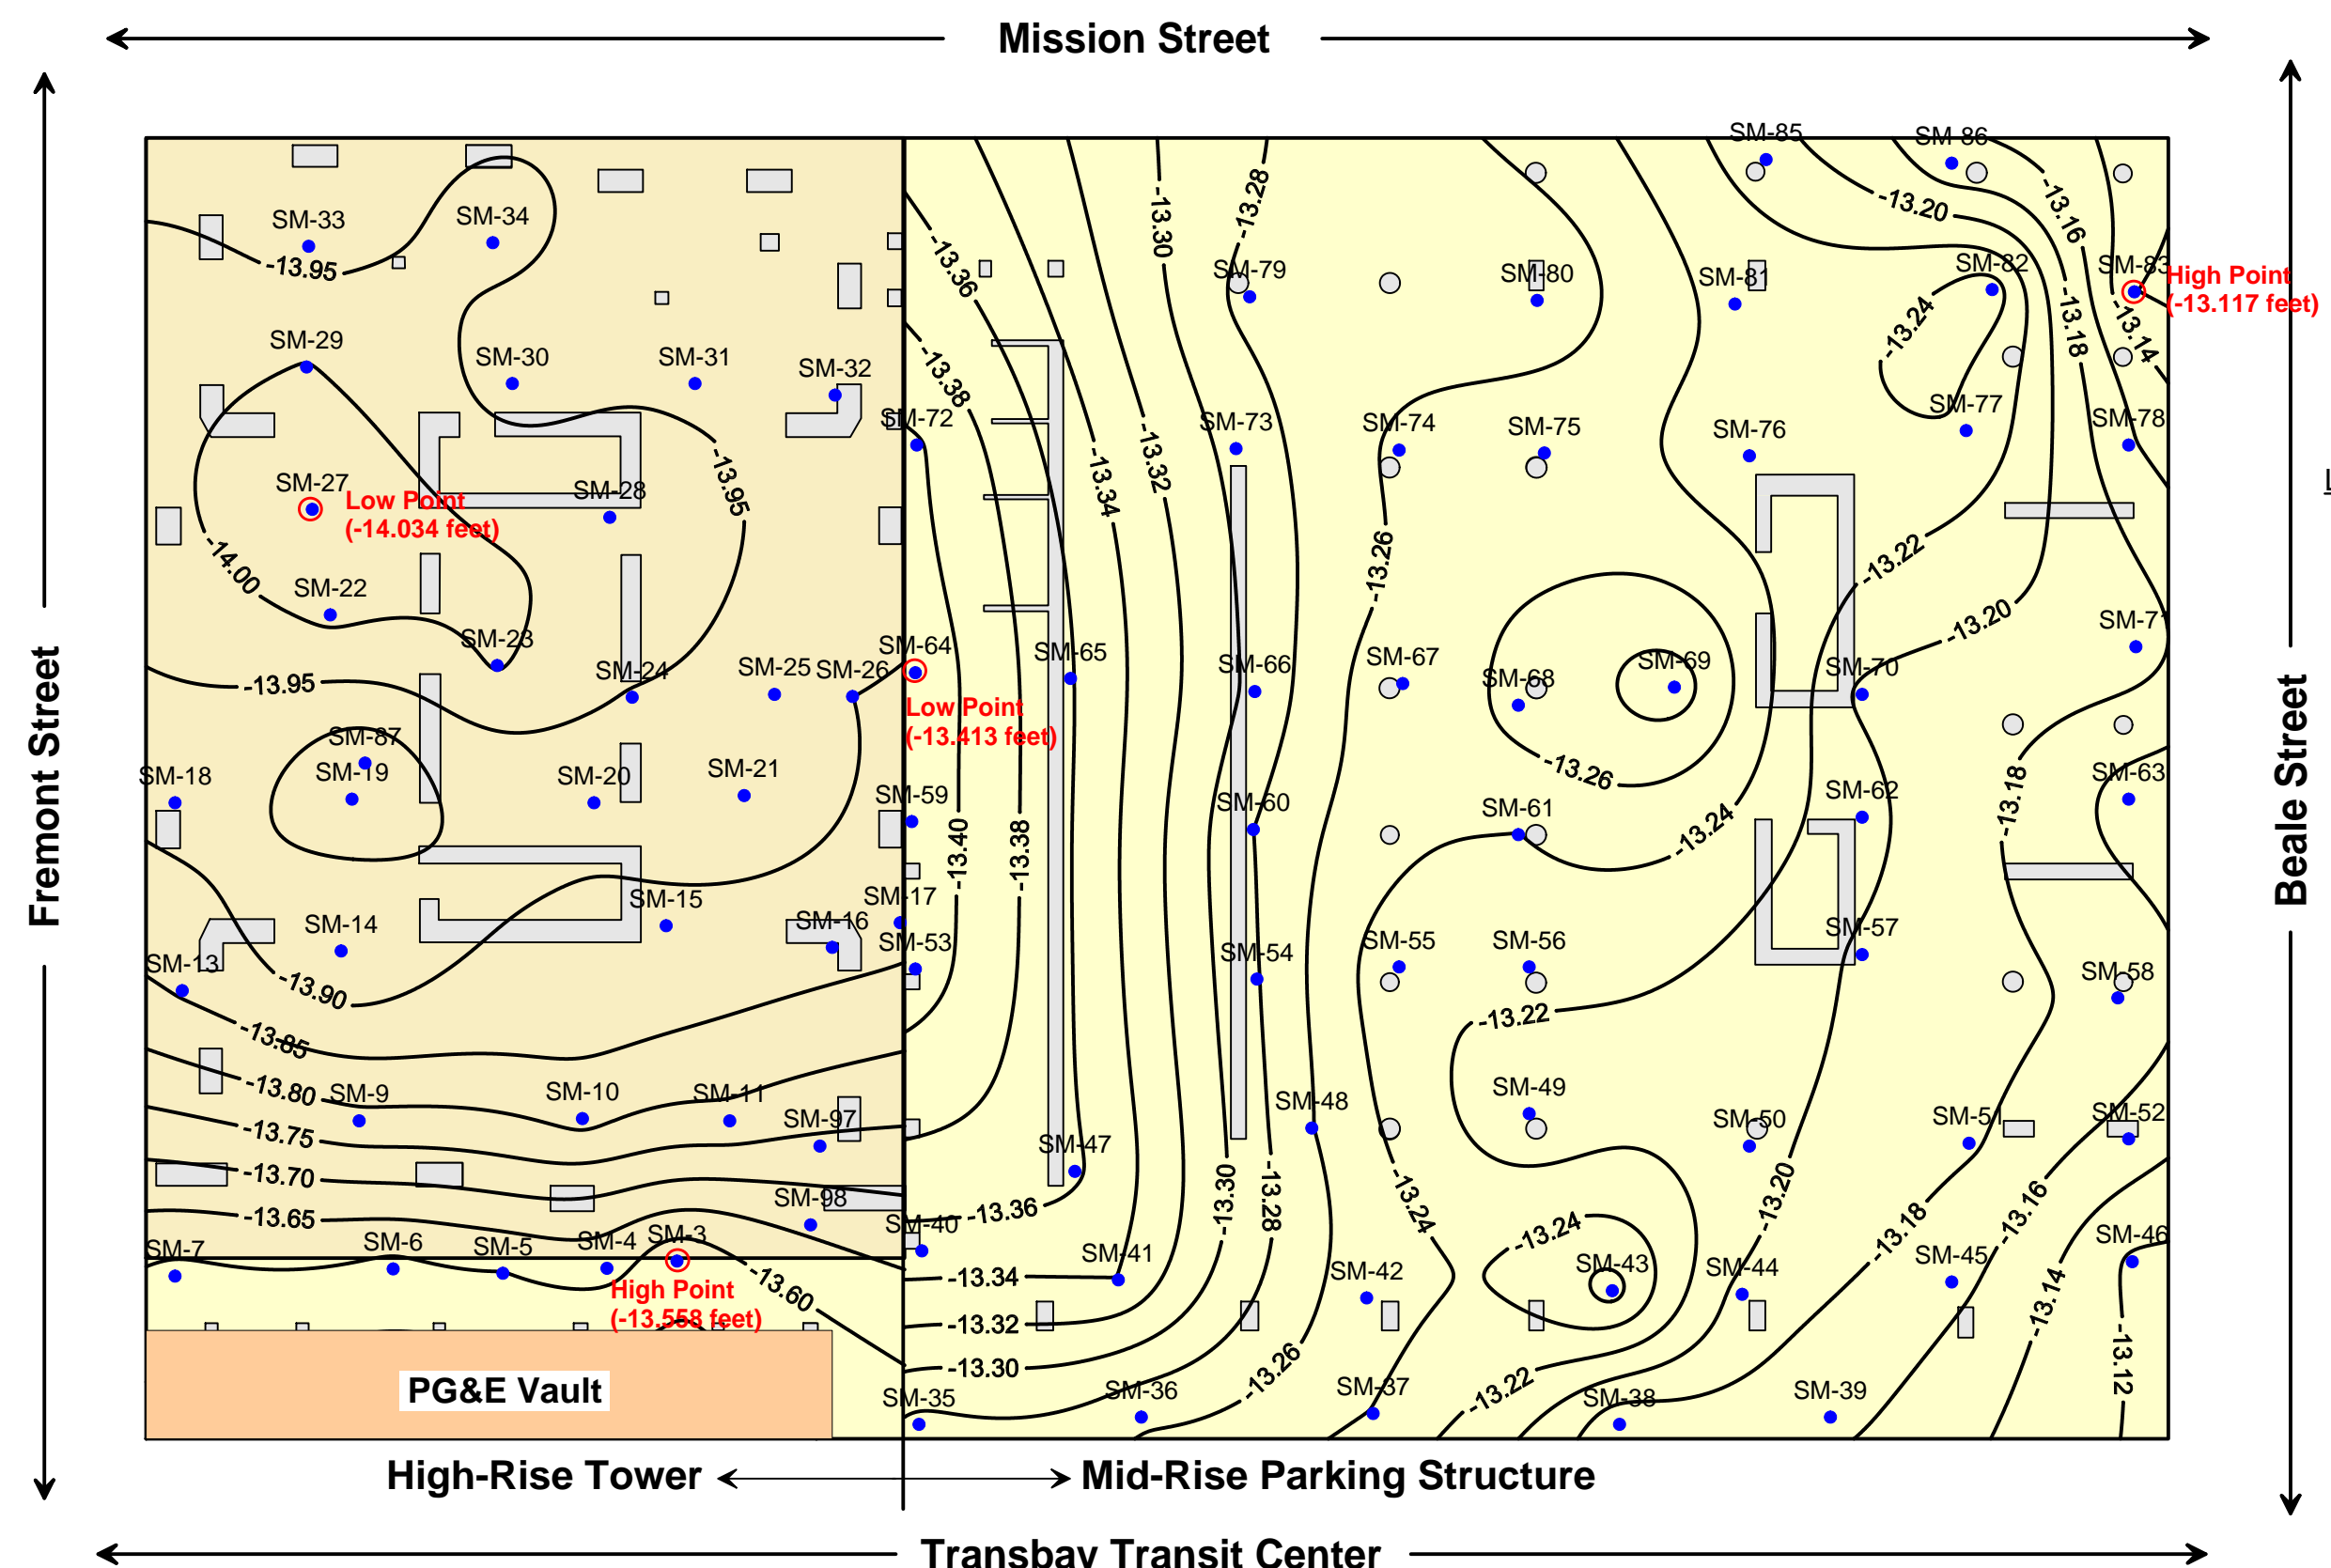 Mission Street
SM-85
SM-86
-13.28
-13.30
-13.20
-13.16
SM-33
SM-34
-13.95
-13.36
SM-79
SM-80
SM-81
SM-82
SM-83
High Point
(-13.117 feet)
-13.24
-13.18
-13.14
SM-29
SM-30
SM-31
SM-32
-13.38
SM-72
SM-73
SM-74
SM-75
SM-76
SM-77
SM-78
-13.95
-13.34
-13.32
SM-27
Low Point
(-14.034 feet)
SM-28
-14.00
-13.26
-13.22
SM-22
SM-23
-13.20
SM-71
SM-24
SM-25
SM-26
SM-64
SM-65
SM-66
SM-67
SM-68
SM-69
SM-70
-13.95
Low Point
(-13.413 feet)
Fremont Street
Beale Street
SM-87
SM-19
SM-18
SM-20
SM-21
SM-59
SM-60
SM-61
-13.26
SM-62
SM-63
-13.40
-13.38
-13.24
-13.18
SM-14
SM-15
SM-16
SM-17
SM-53
SM-54
SM-55
SM-56
SM-57
SM-58
SM-13
-13.90
-13.85
-13.22
-13.80
SM-9
SM-10
SM-11
SM-97
SM-48
SM-49
SM-50
SM-51
SM-52
-13.75
SM-47
-13.70
-13.65
SM-98
SM-40
-13.36
-13.30
-13.28
-13.24
-13.24
-13.20
-13.18
-13.16
SM-7
SM-6
SM-5
SM-4
SM-3
High Point
(-13.558 feet)
-13.60
-13.34
SM-41
SM-42
SM-43
SM-44
SM-45
SM-46
-13.14
-13.12
-13.32
-13.30
-13.26
-13.22
PG&E Vault
SM-35
SM-36
SM-37
SM-38
SM-39
High-Rise Tower
Mid-Rise Parking Structure
Transbay Transit Center